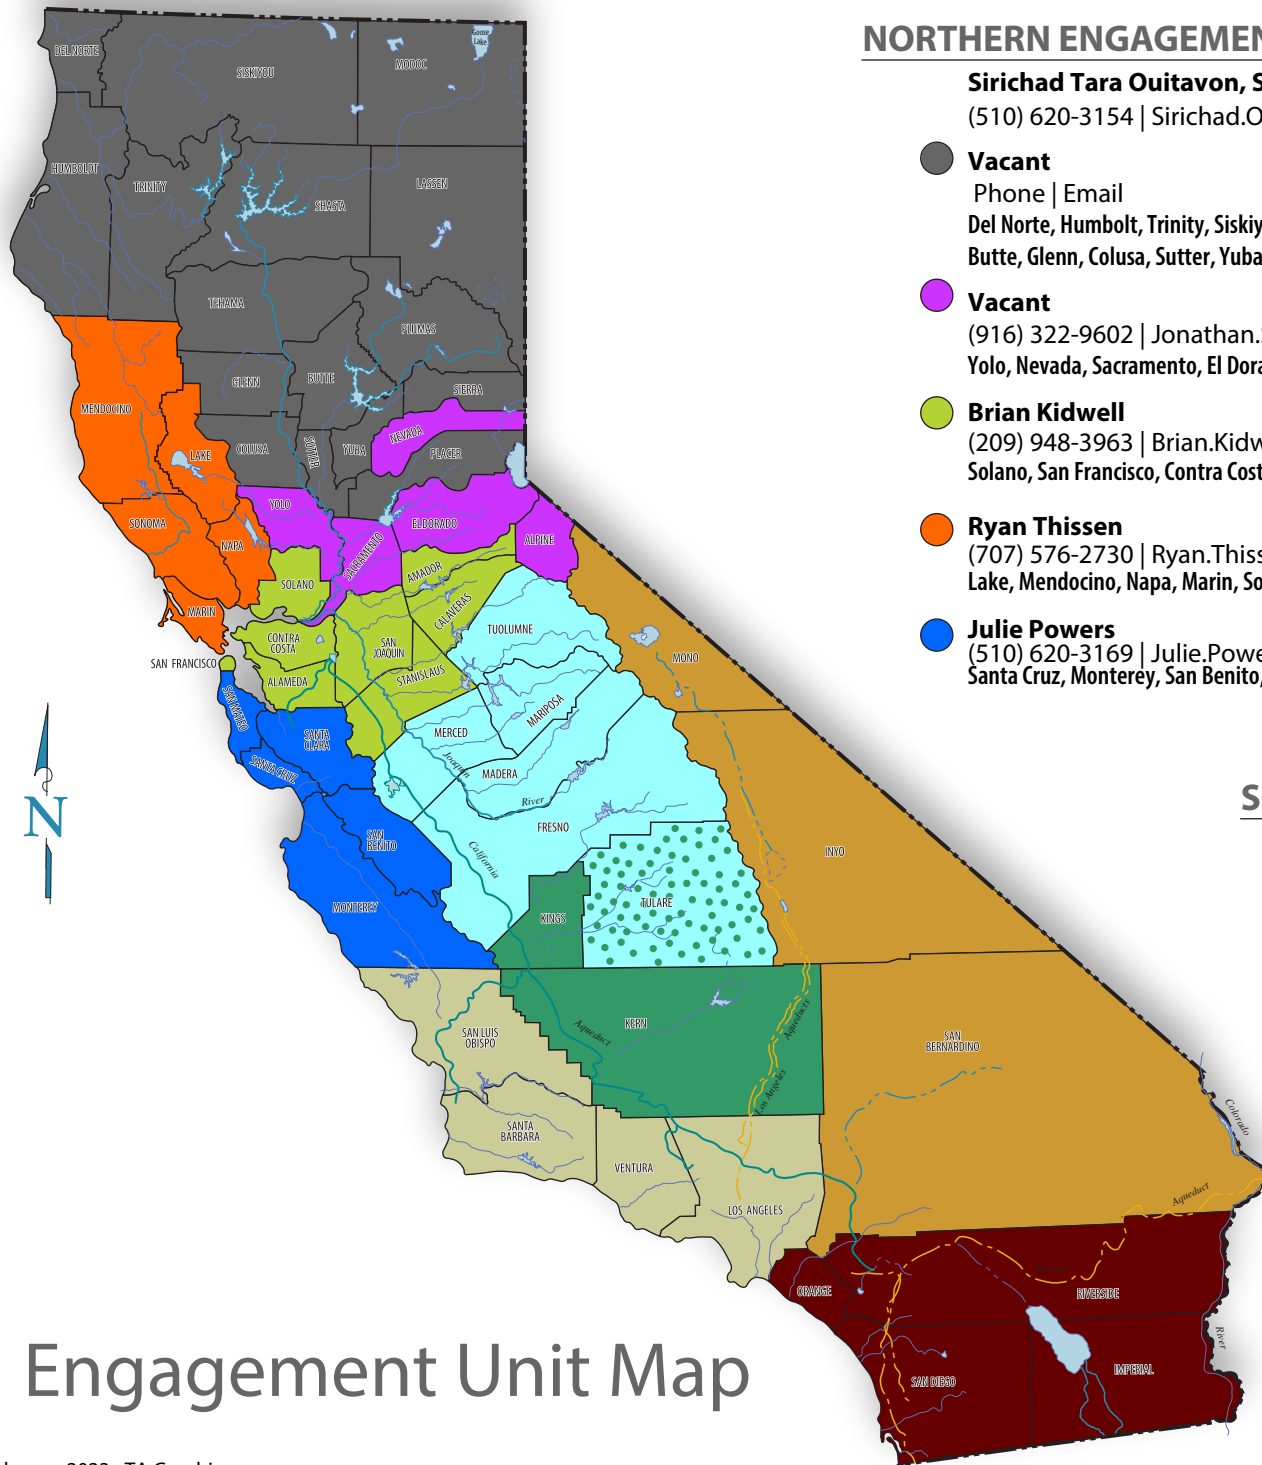 NORTHERN ENGAGEMEN
Sirichad Tara Ouitavon, S
(510) 620-3154 | Sirichad.O
Vacant
Phone | Email
Del Norte, Humbolt, Trinity, Siskiy
Butte, Glenn, Colusa, Sutter, Yuba
Vacant
(916) 322-9602 | Jonathan.
Yolo, Nevada, Sacramento, El Dora
Brian Kidwell
(209) 948-3963 | Brian.Kidw
Solano, San Francisco, Contra Cost
Ryan Thissen
(707) 576-2730 | Ryan.Thiss
Lake, Mendocino, Napa, Marin, So
Julie Powers
(510) 620-3169 | Julie.Powe
Santa Cruz, Monterey, San Benito,
S
DEL NORTE
SISKIYOU
MODOC
Goose
Lake
HUMBOLDT
TRINITY
SHASTA
LASSEN
TEHAMA
PLUMAS
GLENN
BUTTE
SIERRA
MENDOCINO
LAKE
COLUSA
SUTTER
YUBA
NEVADA
PLACER
YOLO
SONOMA
NAPA
SACRAMENTO
ELDORADO
ALPINE
SOLANO
AMADOR
MARIN
CALAVERAS
CONTRA
COSTA
SAN
JOAQUIN
TUOLUMNE
MONO
SAN FRANCISCO
ALAMEDA
STANISLAUS
SAN MATEO
SANTA
CLARA
MERCED
MARIPOSA
SANTA CRUZ
MADERA
Joaquin
River
FRESNO
SAN
BENITO
California
INYO
MONTEREY
KINGS
TULARE
KERN
Aqueduct
Aqueducts
Los Angeles
SAN LUIS
OBISPO
SAN
BERNARDINO
SANTA
BARBARA
VENTURA
LOS ANGELES
Colorado
Aqueduct
ORANGE
RIVERSIDE
River
SAN DIEGO
IMPERIAL
N
Engagement Unit Map